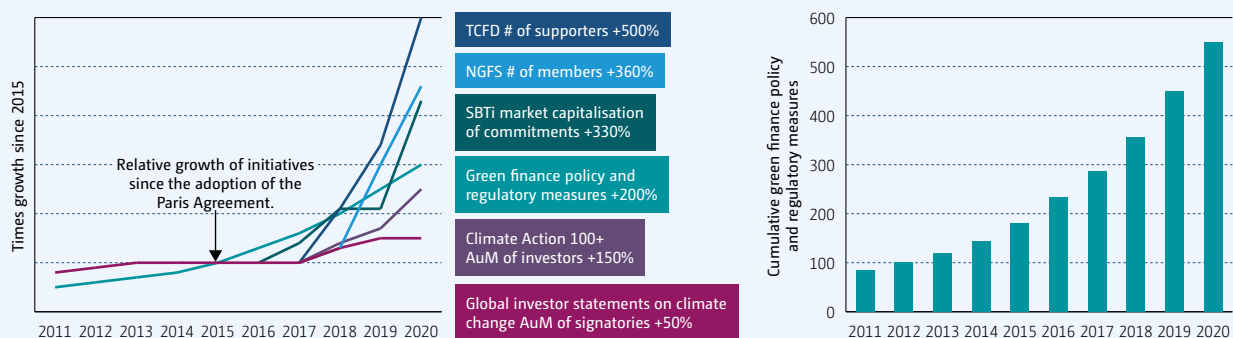 Times growth since 2015
Relative growth of initiatives
since the adoption of the
Paris Agreement.
2011 2012 2013 2014 2015 2016 2017 2018 2019 2020
TCFD # of supporters +500%
NGFS # of members +360%
SBTi market capitalisation
of commitments +330%
Green finance policy and
regulatory measures +200%
Climate Action 100+
AuM of investors +150%
Global investor statements on climate
change AuM of signatories +50%
Cumulative green finance policy
and regulatory measures
600
500
400
300
200
100
0
2011 2012 2013 2014 2015 2016 2017 2018 2019 2020